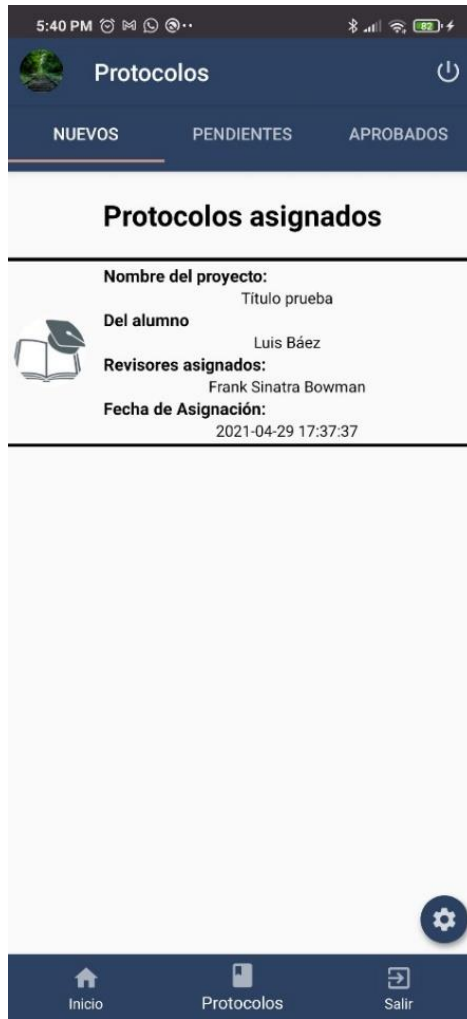 5:40 PM
82
Protocolos
NUEVOS PENDIENTES APROBADOS
Protocolos asignados
Nombre del proyecto:
Titulo prueba
Del alumno
Luis Báez
Revisores asignados:
Frank Sinatra Bowman
Fecha de Asignación:
2021-04-29 17:37:37
Inicio Protocolos Salir